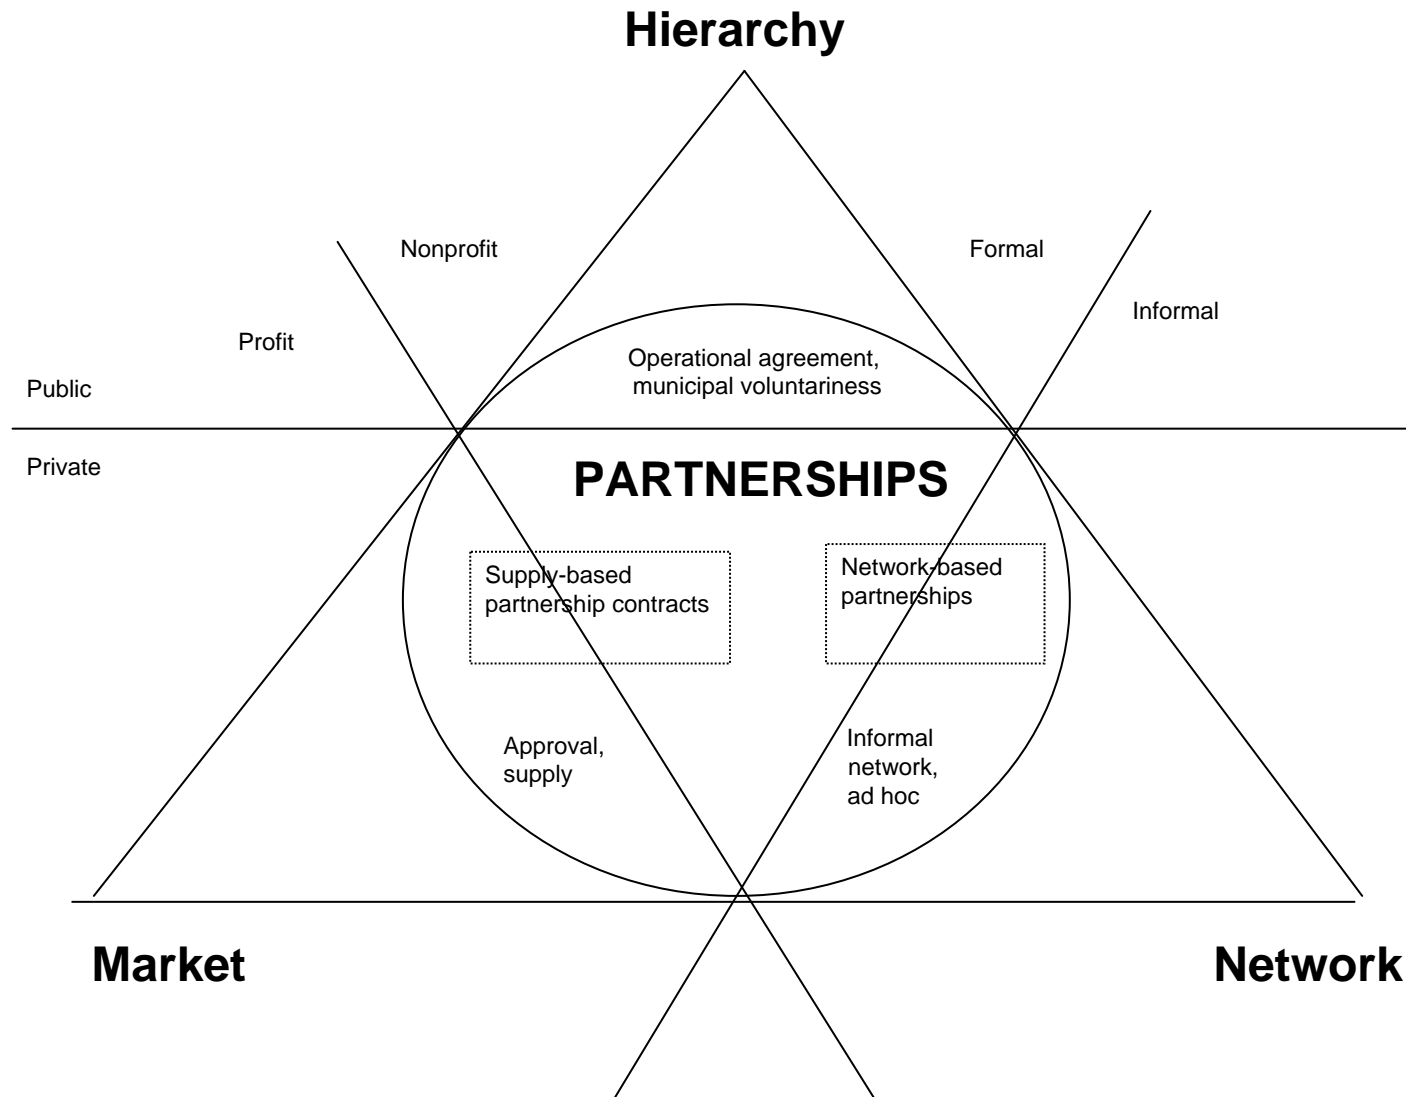 Hierarchy
Nonprofit
Formal
Informal
Profit
Public
Operational agreement,
municipal voluntariness
Private
PARTNERSHIPS
Supply-based
partnership contracts
Network-based
partnerships
Approval,
supply
Informal
network,
ad hoc
Market
Network